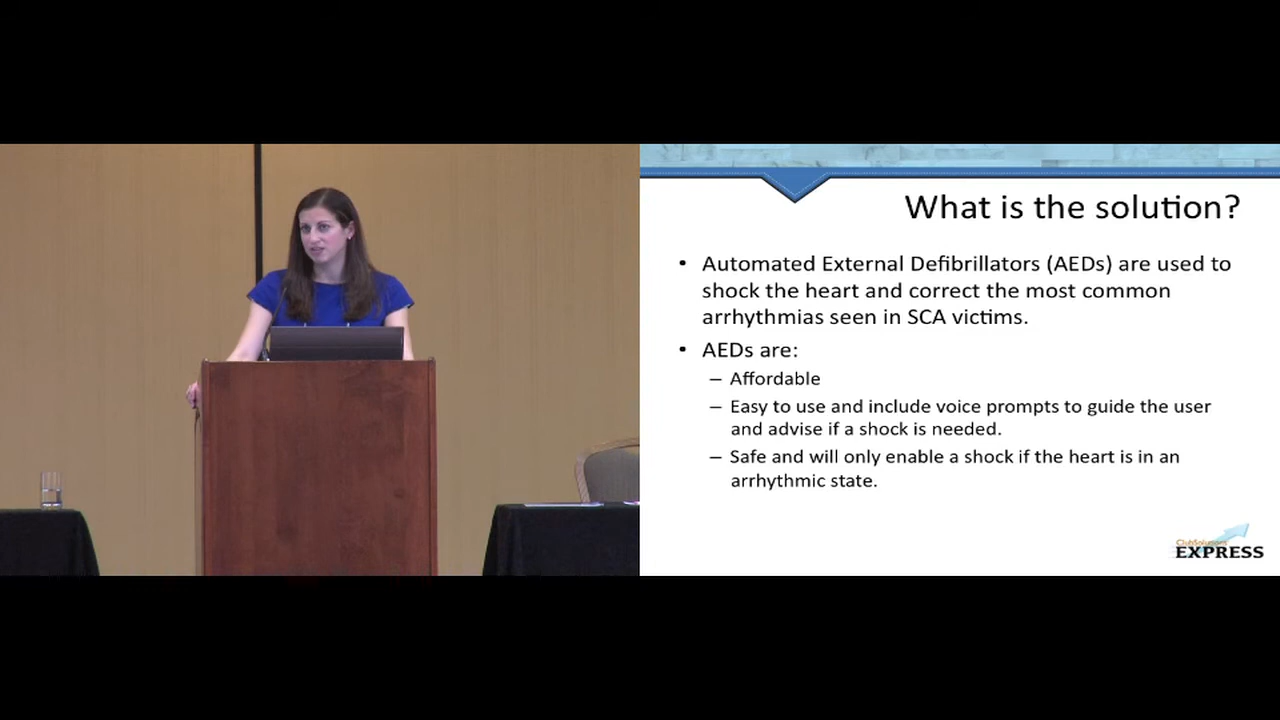 What is the solution?
• Automated External Defibrillators (AEDs) are used to
shock the heart and correct the most common
arrhythmias seen in SCA victims.
• AEDs are:
– Affordable
– Easy to use and include voice prompts to guide the user
and advise if a shock is needed.
– Safe and will only enable a shock if the heart is in an
arrhythmic state.
ClubSolutions
EXPRESS